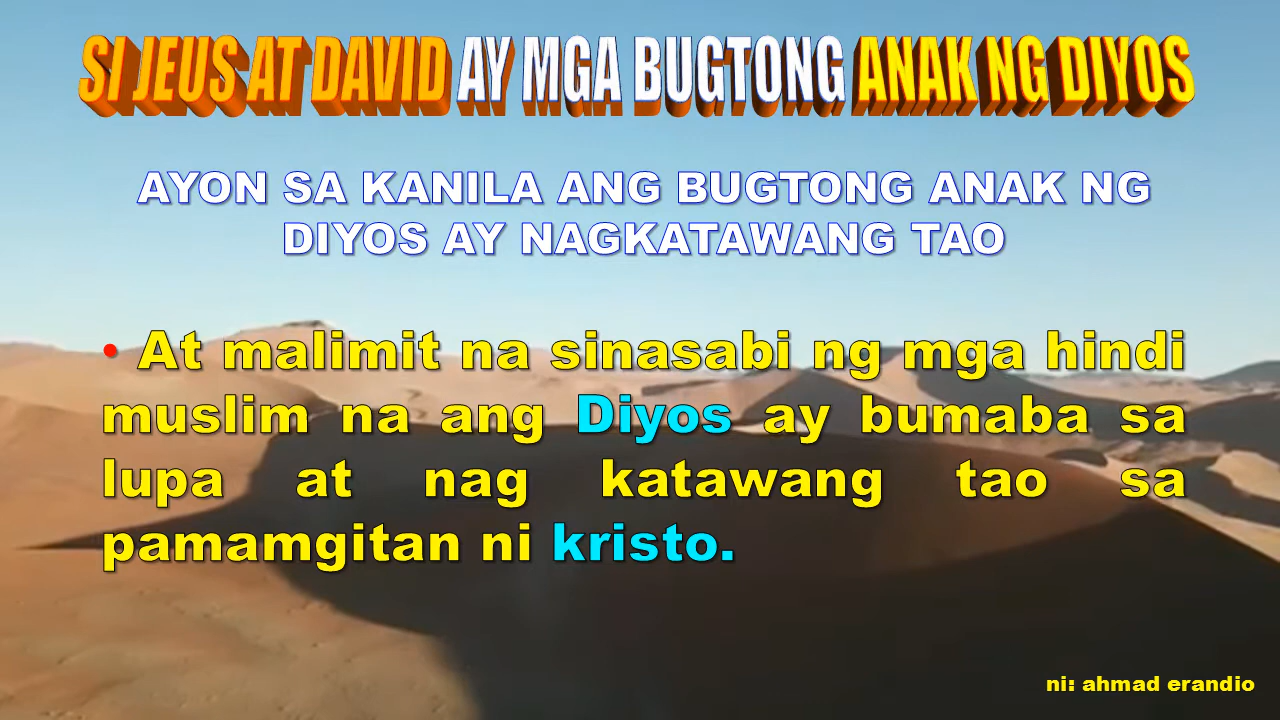 SI JEUS AT DAVID AY MGA BUGTONG ANAK NG DIYOS
AYON SA KANILA ANG BUGTONG ANAK NG
DIYOS AY NAGKATAWANG TAO
• At malimit na sinasabi ng mga hindi
muslim na ang Diyos ay bumaba sa
lupa at nag katawang tao sa
pamamgitan ni kristo.
ni: ahmad erandio